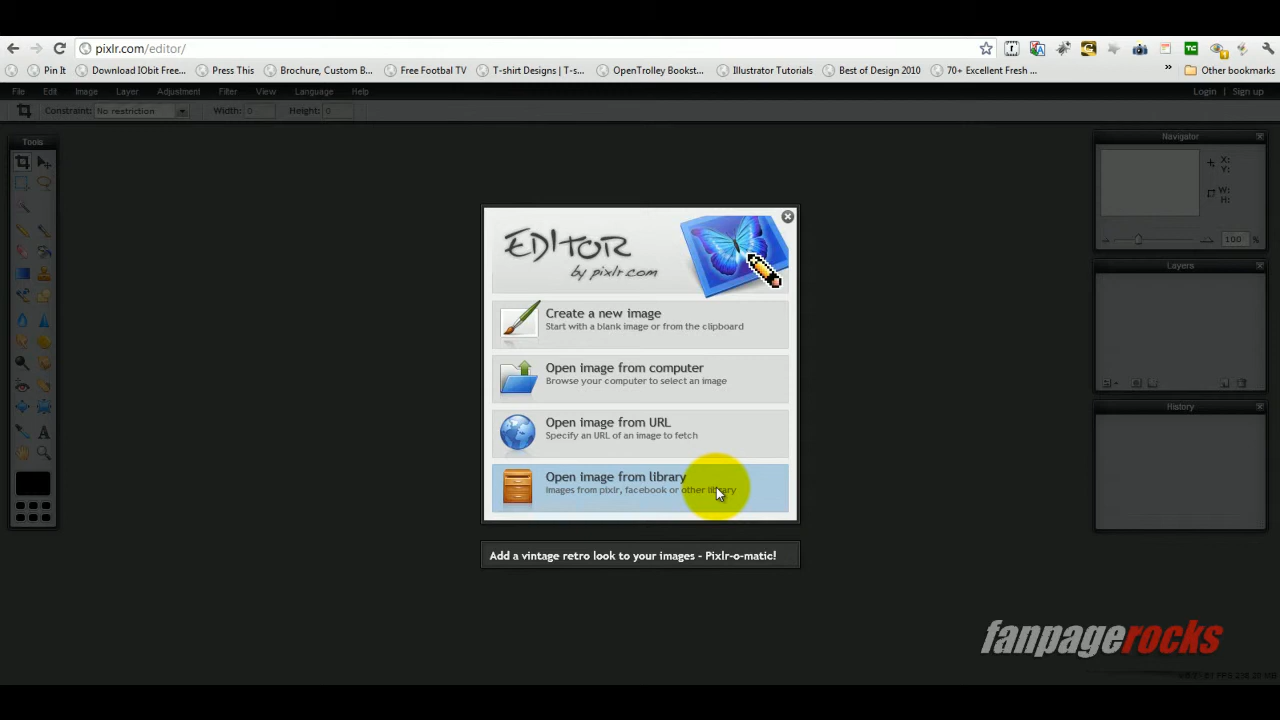 pixlr.com/editor/
Pin It Download IObit Free... Press This Brochure, Custom B... Free Footbal TV T-shirt Designs | T-s... OpenTrolley Bookst... Illustrator Tutorials Best of Design 2010 70+ Excellent Fresh ... » Other bookmarks
File Edit Image Layer Adjustment Filter View Language Help Login | Sign up
Constraint: No restriction Width: 0 Height: 0
Tools
Navigator
X:
Y:
W:
H:
100 %
Layers
History
EDITOR
by pixlr.com
Create a new image
Start with a blank image or from the clipboard
Open image from computer
Browse your computer to select an image
Open image from URL
Specify an URL of an image to fetch
Open image from library
Images from pixlr, facebook or other library
Add a vintage retro look to your images - Pixlr-o-matic!
fanpagerocks